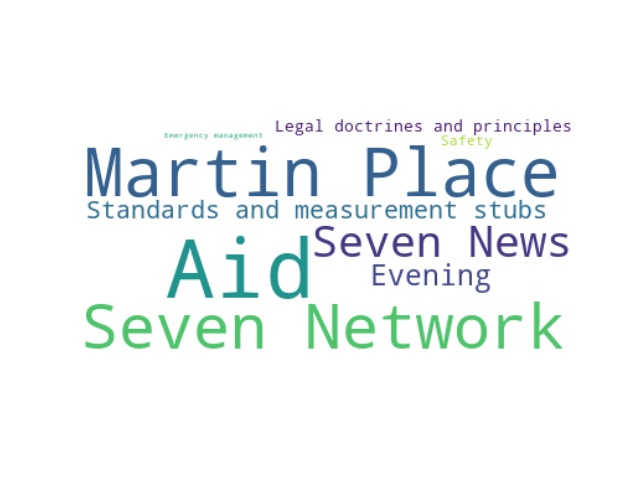 Emergency management
Legal doctrines and principles
Safety
Martin Place
Standards and measurement stubs
Seven News
Aid
Evening
Seven Network